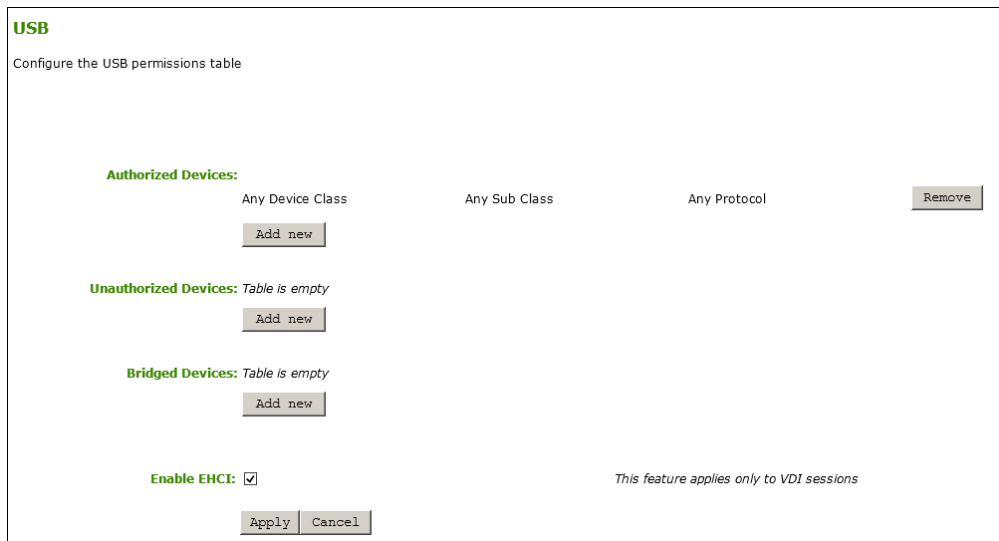 USB
Configure the USB permissions table
Authorized Devices:
Any Device Class Any Sub Class Any Protocol Remove
Add new
Unauthorized Devices: Table is empty
Add new
Bridged Devices: Table is empty
Add new
Enable EHCI: This feature applies only to VDI sessions
Apply Cancel